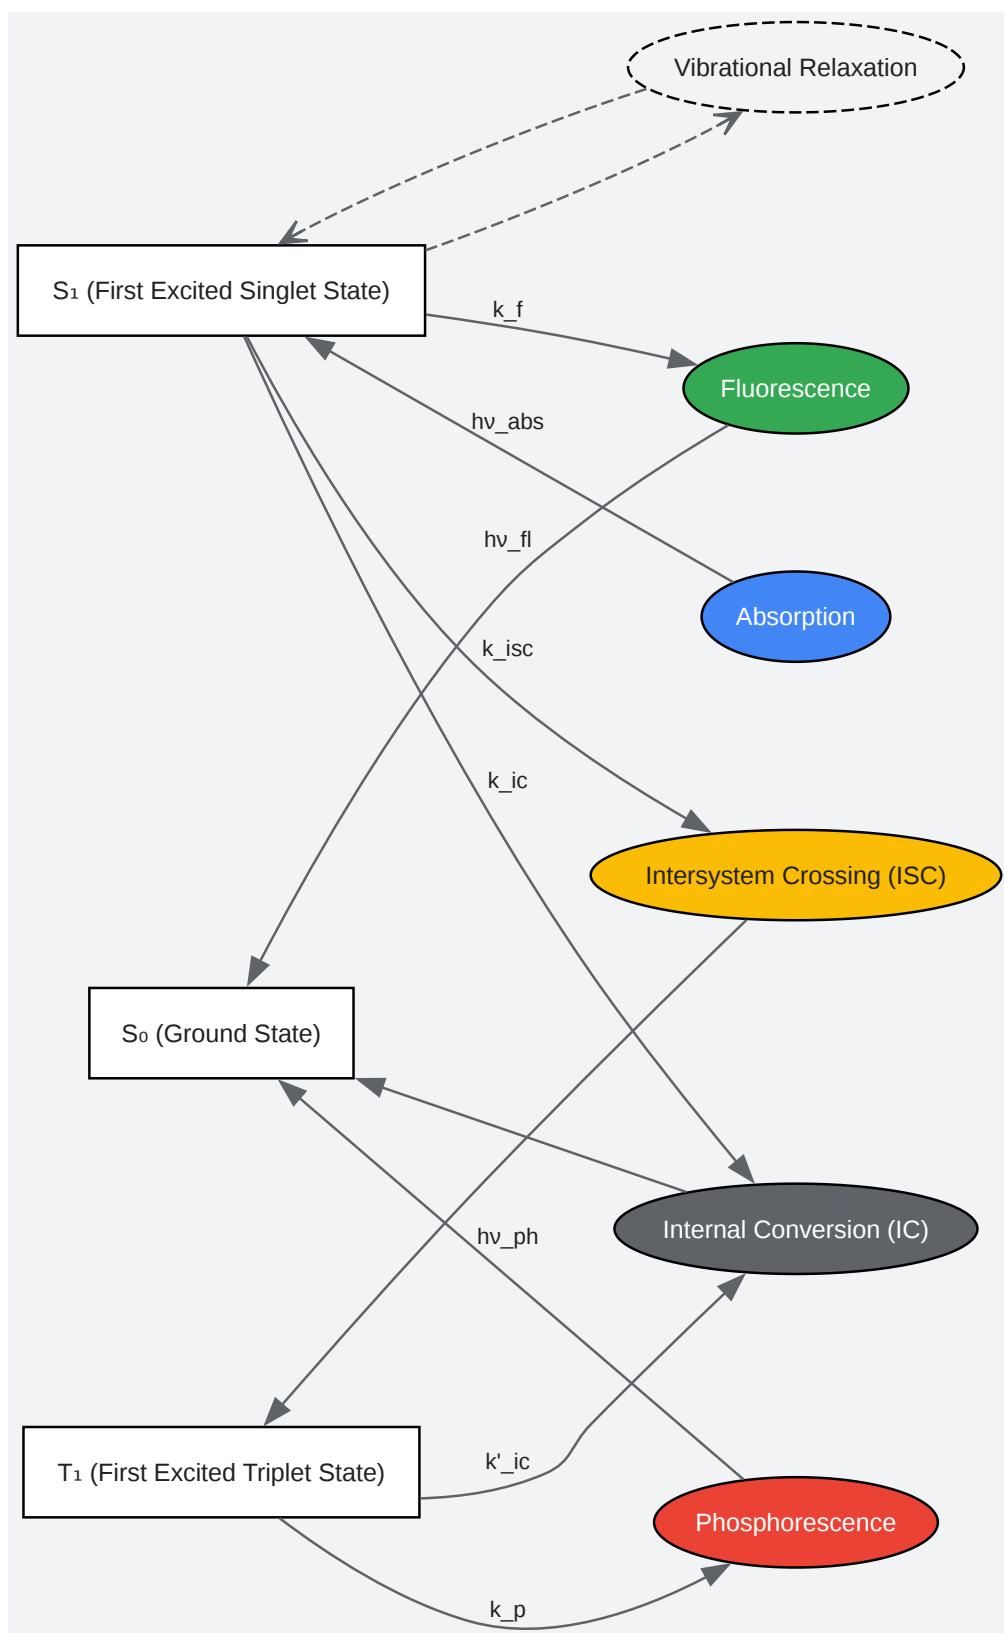 Vibrational Relaxation
S₁ (First Excited Singlet State)
k_f
Fluorescence
hν_abs
hν_fl
Absorption
k_isc
k_ic
Intersystem Crossing (ISC)
S₀ (Ground State)
Internal Conversion (IC)
hν_ph
T₁ (First Excited Triplet State)
k'_ic
Phosphorescence
k_p